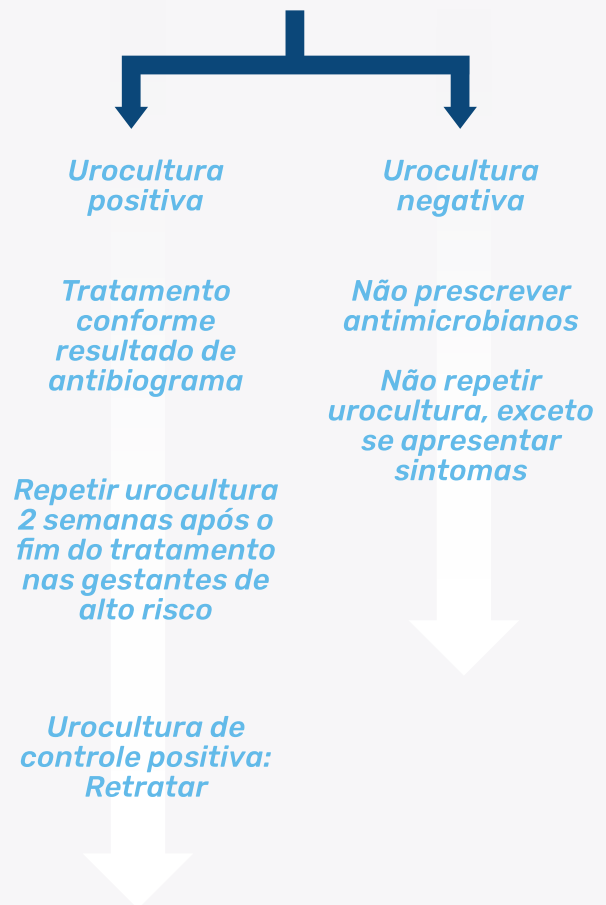 Urocultura
positiva
Tratamento
conforme
resultado de
antibiograma
Repetir urocultura
2 semanas após o
fim do tratamento
nas gestantes de
alto risco
Urocultura de
controle positiva:
Retratar
Urocultura
negativa
Não prescrever
antimicrobianos
Não repetir
urocultura, exceto
se apresentar
sintomas